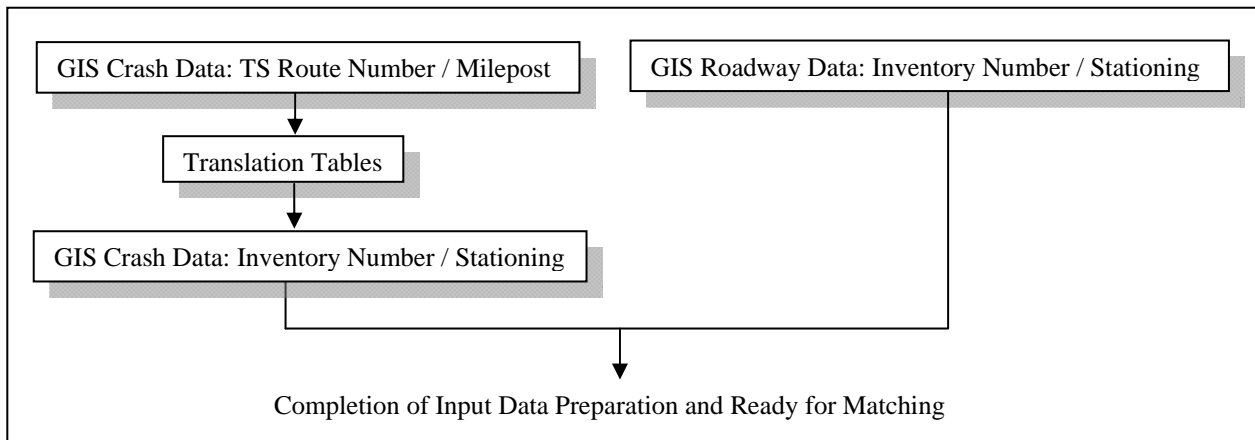 GIS Crash Data: TS Route Number / Milepost
GIS Roadway Data: Inventory Number / Stationing
Translation Tables
GIS Crash Data: Inventory Number / Stationing
Completion of Input Data Preparation and Ready for Matching